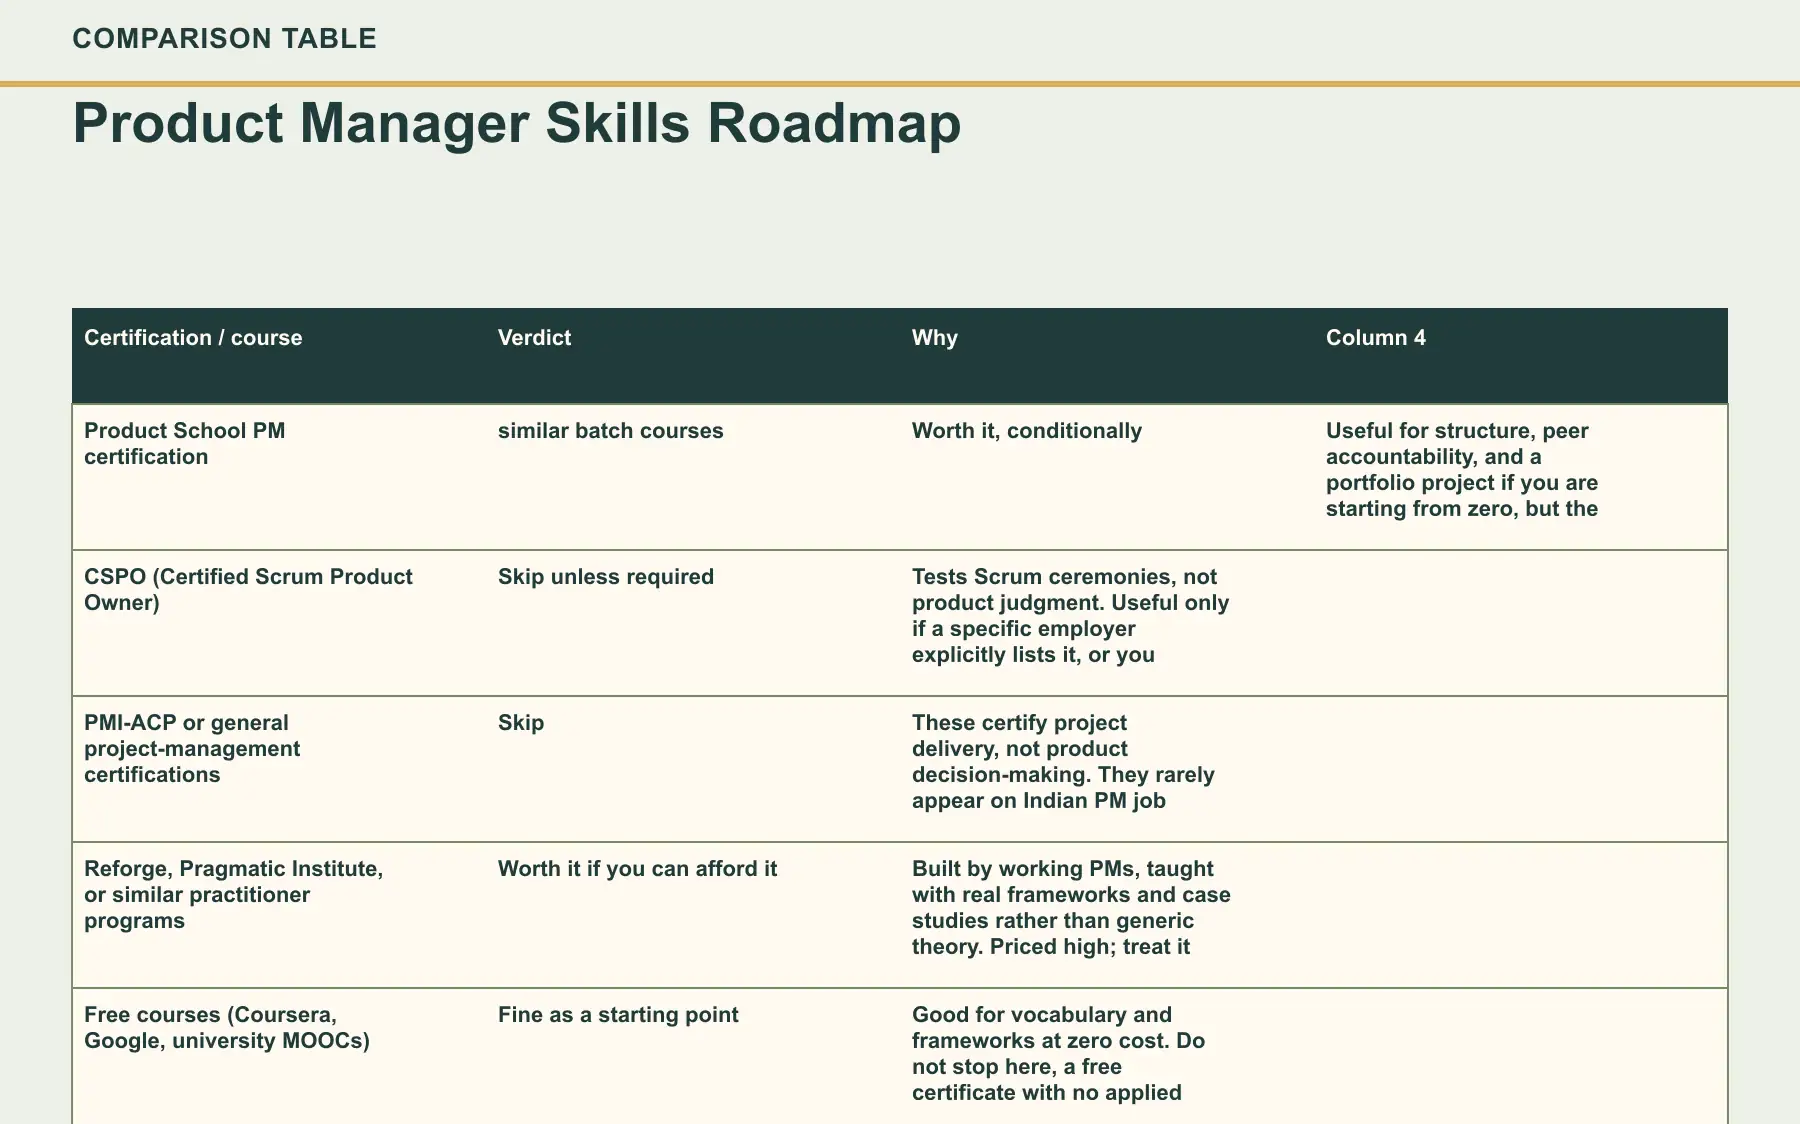 COMPARISON TABLE
Product Manager Skills Roadmap
Certification / course
Verdict
Why
Column 4
Product School PM
certification
similar batch courses
Worth it, conditionally
Useful for structure, peer
accountability, and a
portfolio project if you are
starting from zero, but the
CSPO (Certified Scrum Product
Owner)
Skip unless required
Tests Scrum ceremonies, not
product judgment. Useful only
if a specific employer
explicitly lists it, or you
PMI-ACP or general
project-management
certifications
Skip
These certify project
delivery, not product
decision-making. They rarely
appear on Indian PM job
Reforge, Pragmatic Institute,
or similar practitioner
programs
Worth it if you can afford it
Built by working PMs, taught
with real frameworks and case
studies rather than generic
theory. Priced high; treat it
Free courses (Coursera,
Google, university MOOCs)
Fine as a starting point
Good for vocabulary and
frameworks at zero cost. Do
not stop here, a free
certificate with no applied